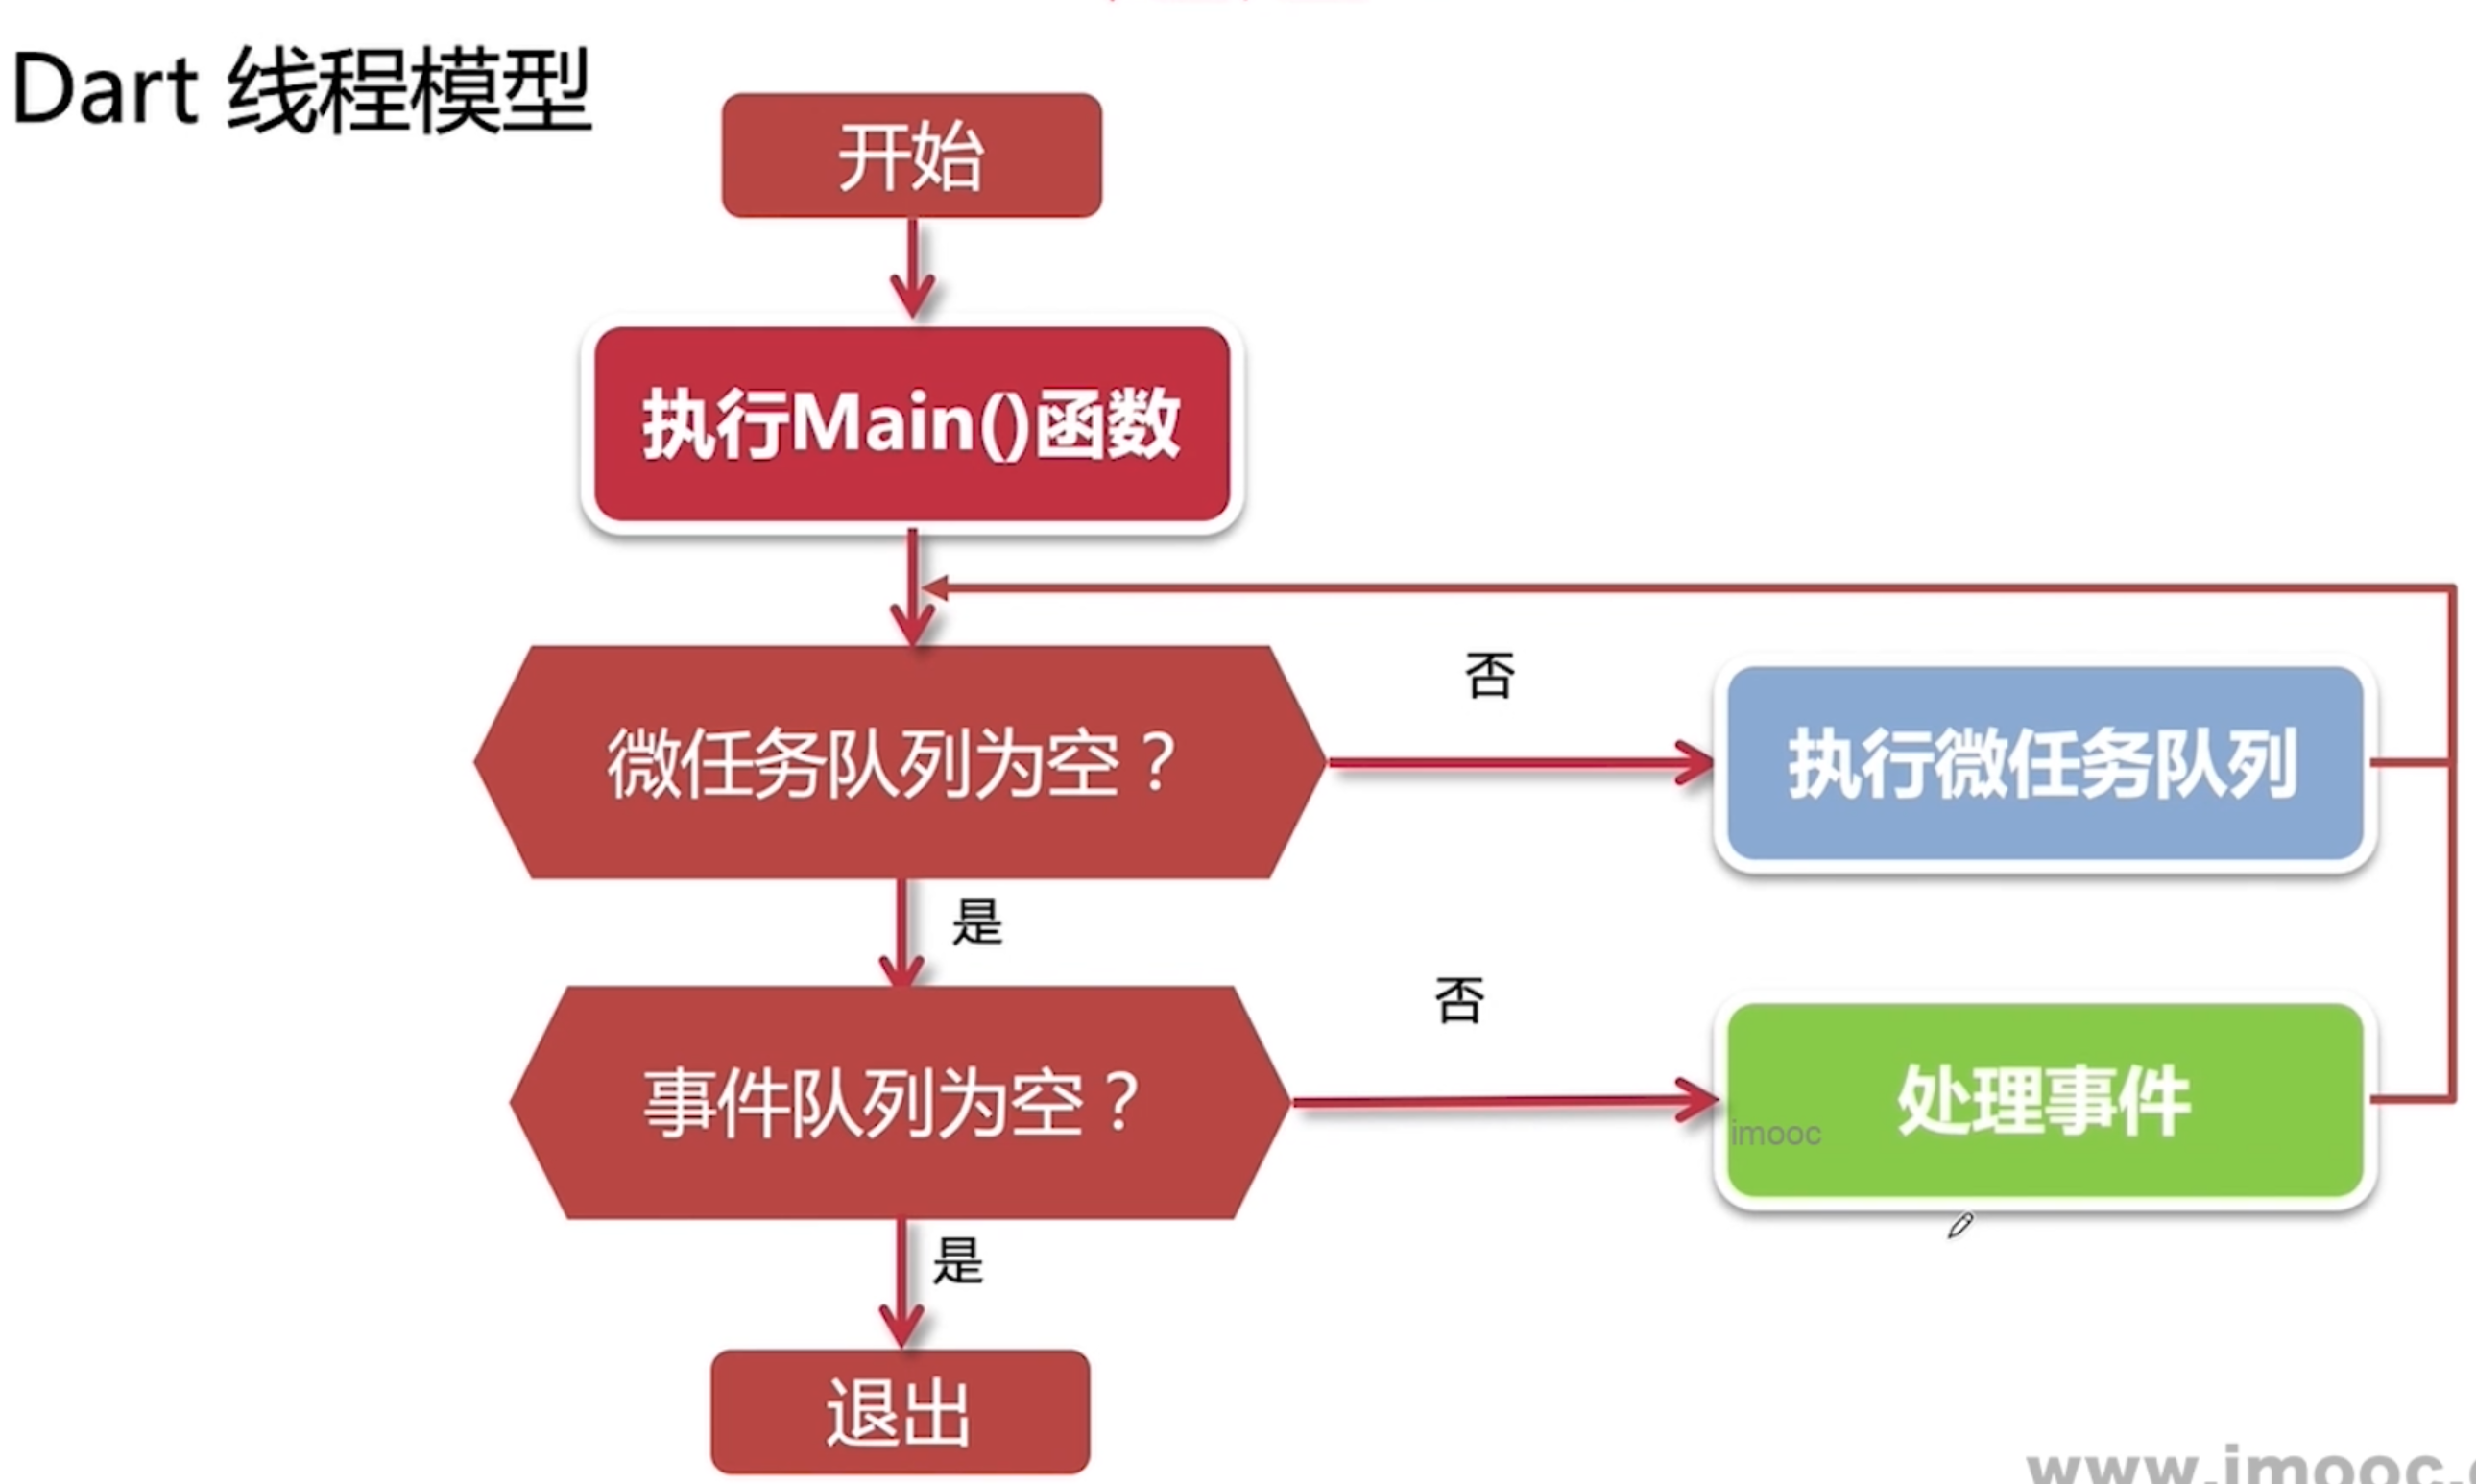 Dart 线程模型
开始
执行Main()函数
微任务队列为空？
否
执行微任务队列
是
事件队列为空？
否
处理事件
imooc
是
退出
www.imooc.c